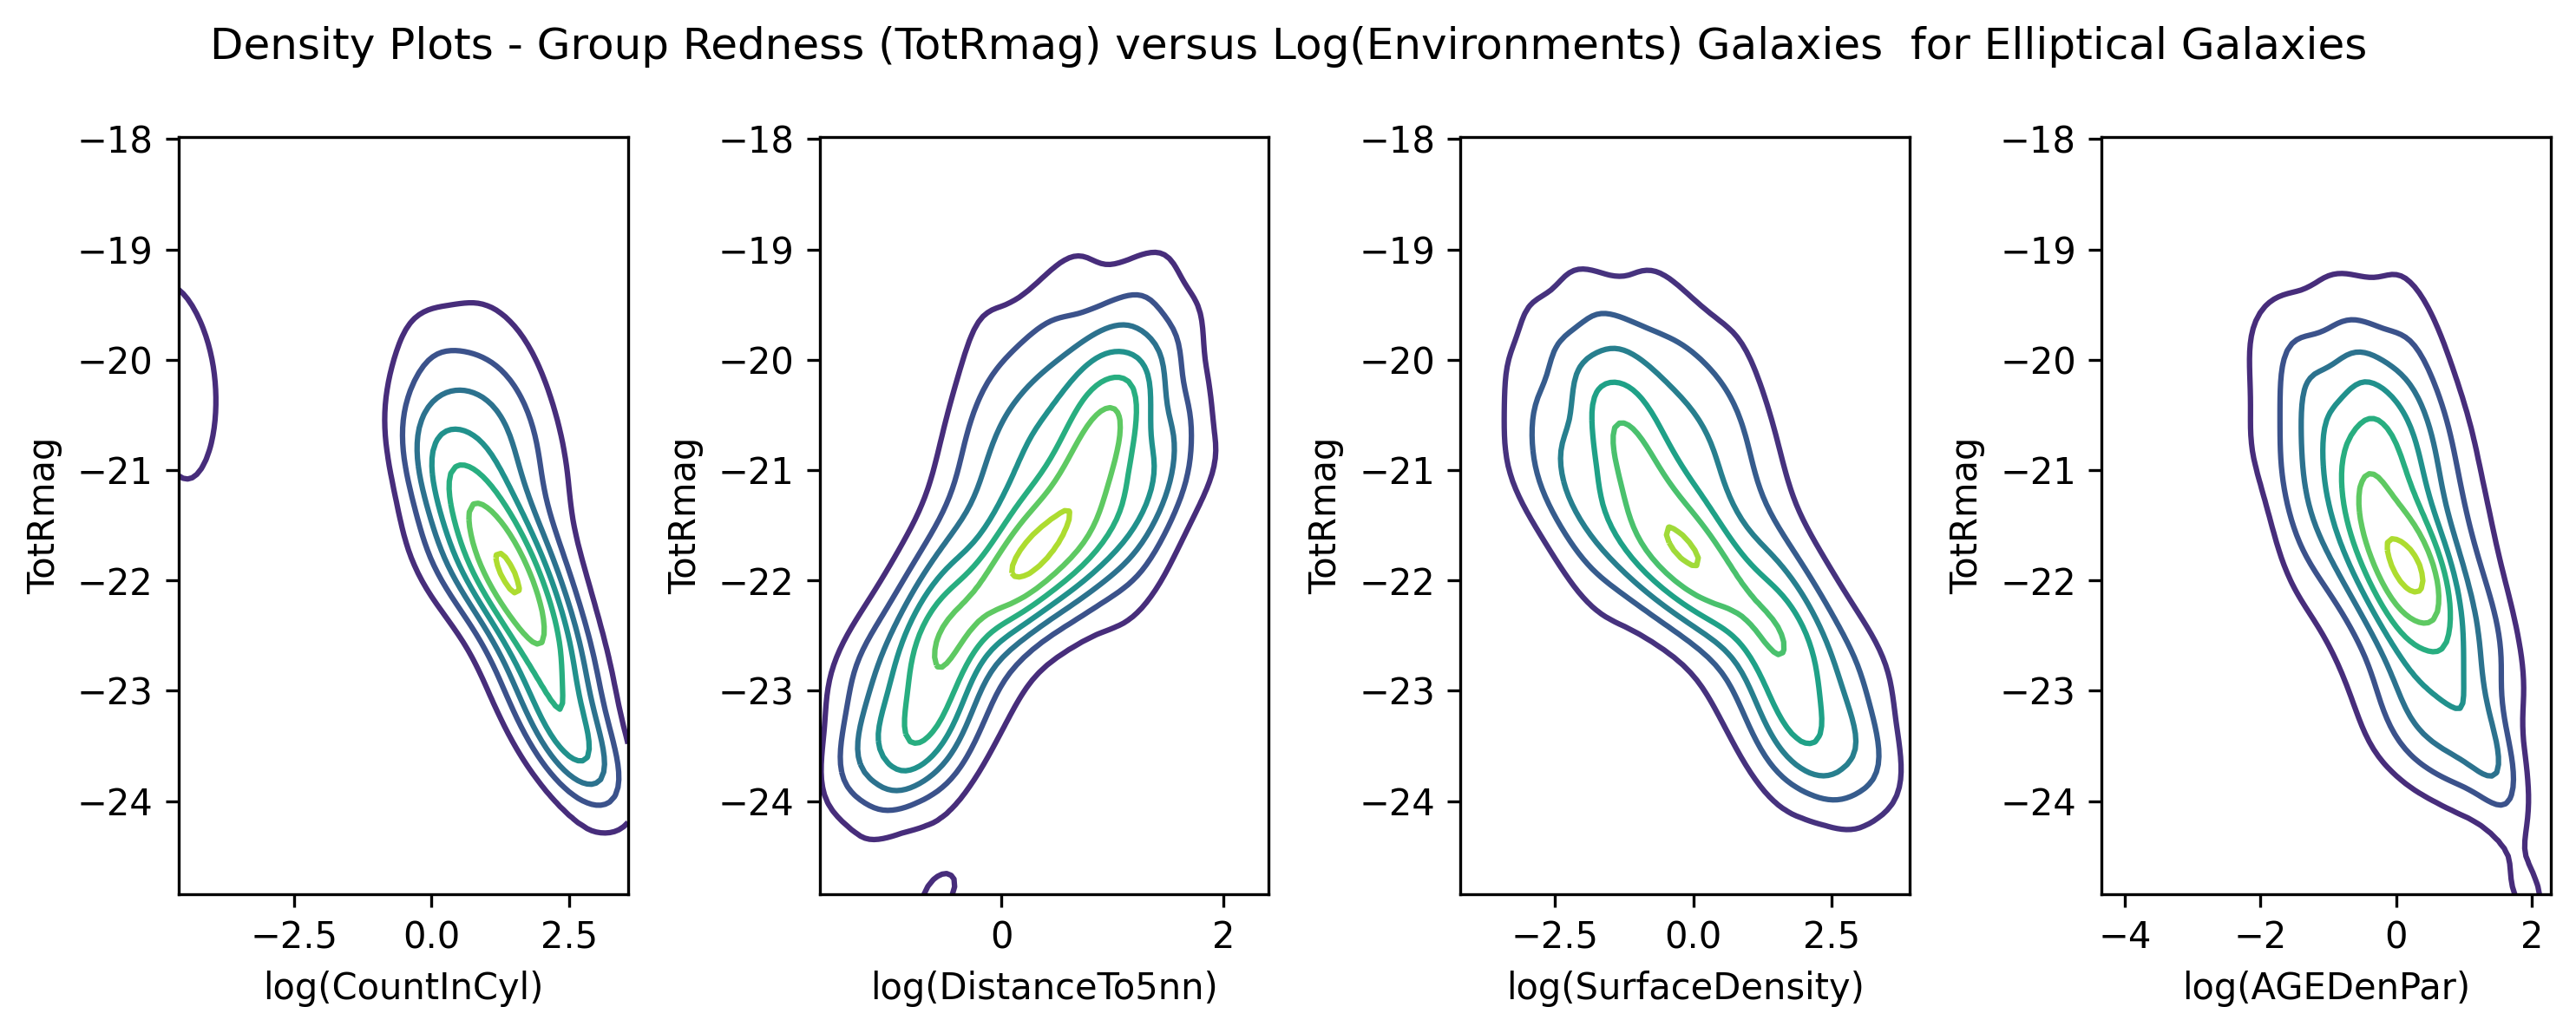 Density Plots - Group Redness (TotRmag) versus Log(Environments) Galaxies  for Elliptical Galaxies
−18
−19
−20
−21
−22
−23
−24
TotRmag
−2.5 0.0 2.5
log(CountInCyl)
−18
−19
−20
−21
−22
−23
−24
TotRmag
0 2
log(DistanceTo5nn)
−18
−19
−20
−21
−22
−23
−24
TotRmag
−2.5 0.0 2.5
log(SurfaceDensity)
−18
−19
−20
−21
−22
−23
−24
TotRmag
−4 −2 0 2
log(AGEDenPar)